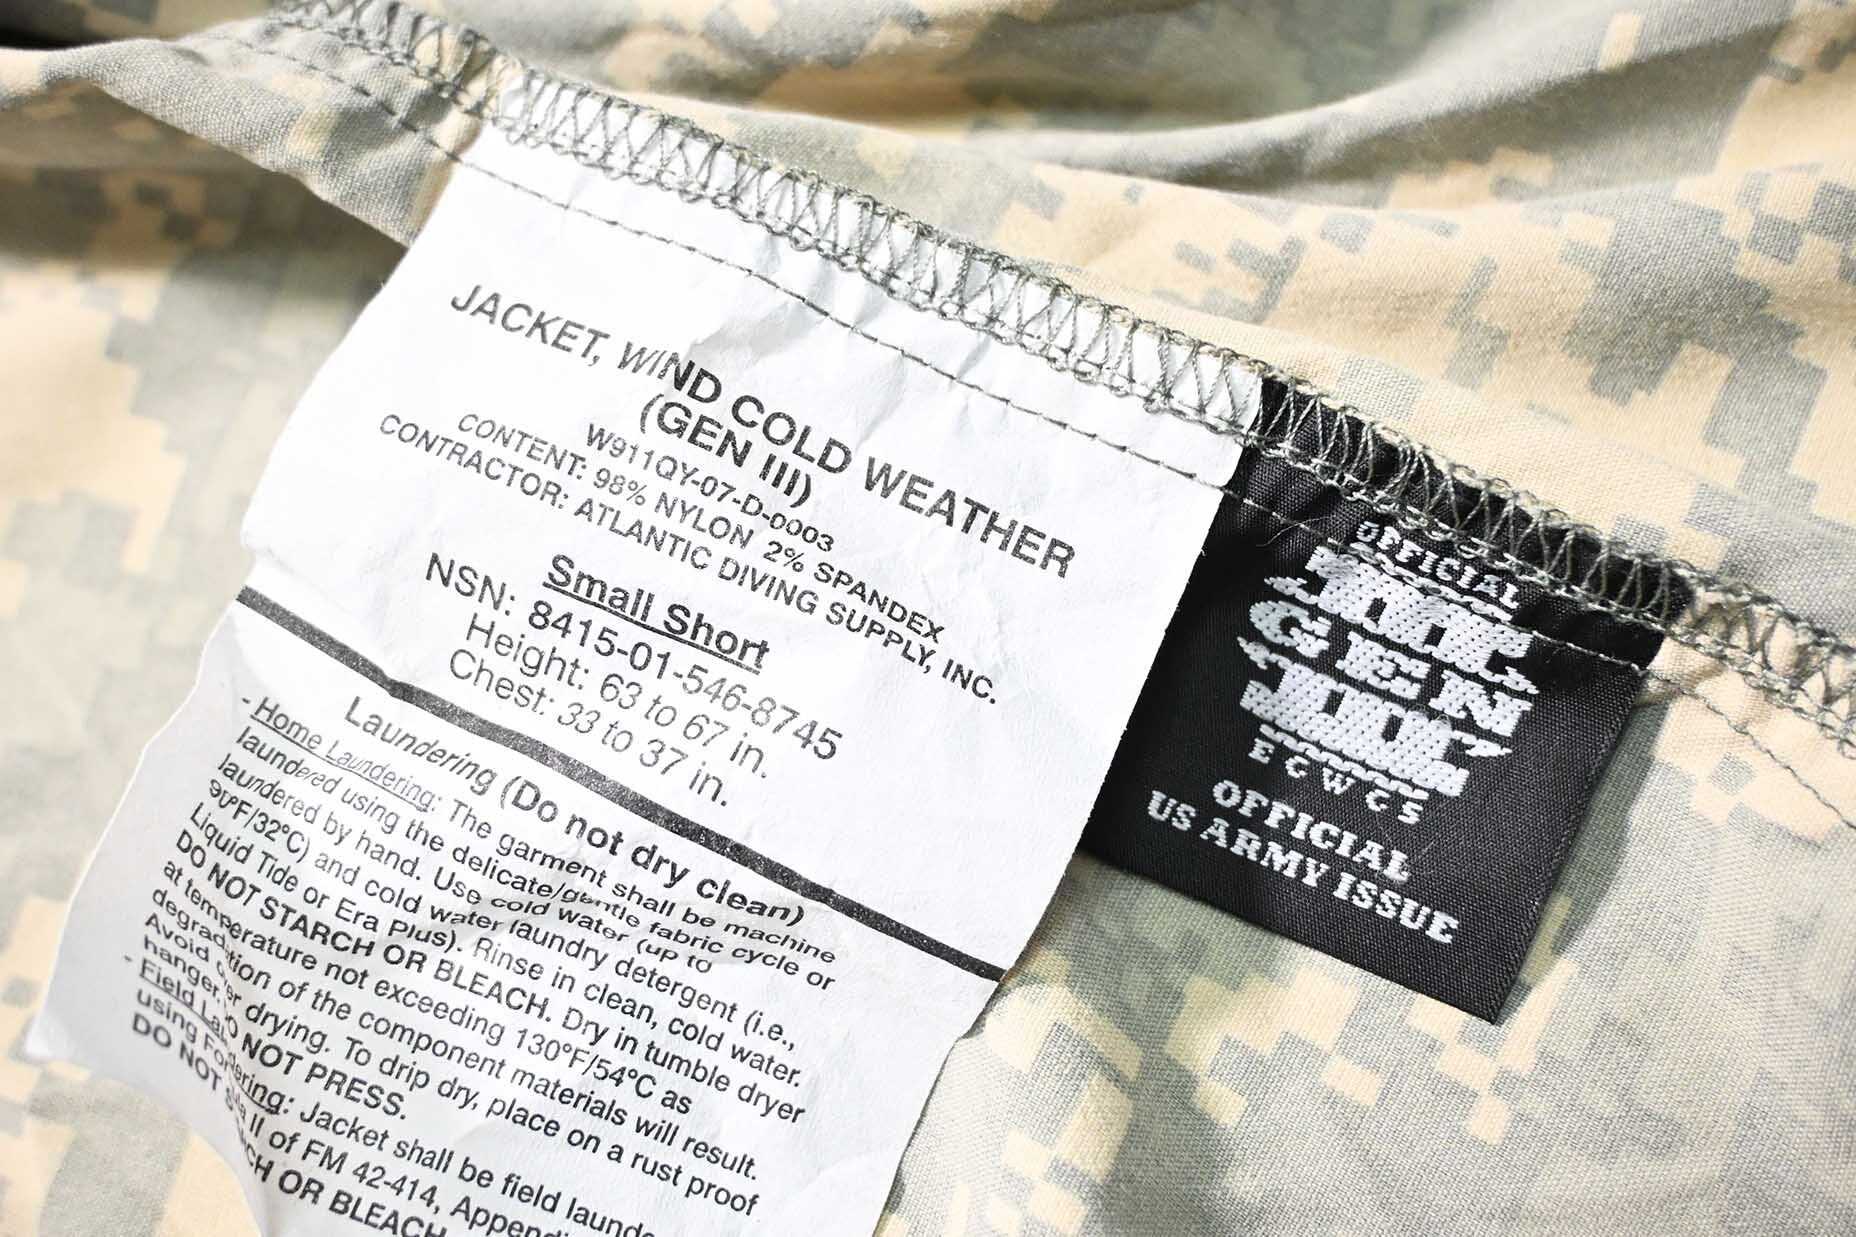 JACKET, WIND COLD WEATHER
(GEN III)
W911QY-07-D-0003
CONTENT: 98% NYLON 2% SPANDEX
CONTRACTOR: ATLANTIC DIVING SUPPLY, INC.
Small Short
NSN: 8415-01-546-8745
Height: 63 to 67 in.
Chest: 33 to 37 in.
Laundering (Do not dry clean)
- Home Laundering: The garment shall be machine
laundered using the delicate/gentle fabric cycle or
laundered by hand. Use cold water (up to
90°F/32°C) and cold water laundry detergent (i.e.,
Liquid Tide or Era Plus). Rinse in clean, cold water.
DO NOT STARCH OR BLEACH. Dry in tumble dryer
at temperature not exceeding 130°F/54°C as
degradation of the component materials will result.
Avoid over drying. To drip dry, place on a rust proof
hanger. DO NOT PRESS.
- Field Laundering: Jacket shall be field launde
using II of FM 42-414, Appendi
DO NOT OR BLEACH
OFFICIAL
GEN
III
ECWCS
OFFICIAL
US ARMY ISSUE